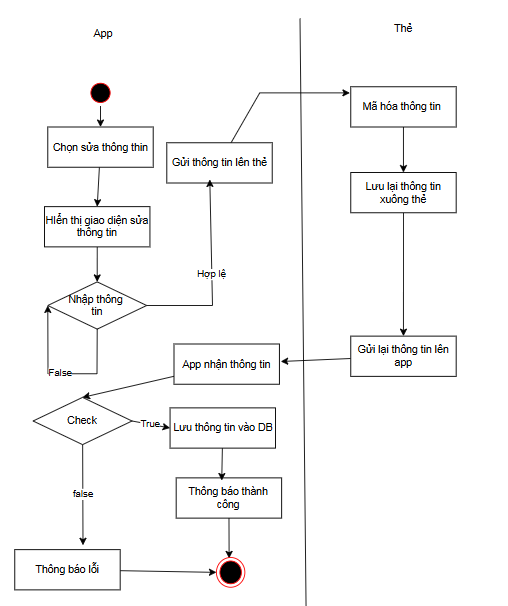 App
Thẻ
Chọn sửa thông thin
HIển thị giao diện sửa
thông tin
Nhập thông
tin
False
Hợp lệ
Gửi thông tin lên thẻ
Mã hóa thông tin
Lưu lại thông tin
xuông thẻ
Gửi lại thông tin lên
app
App nhận thông tin
Check
True
Lưu thông tin vào DB
false
Thông báo thành
công
Thông báo lỗi